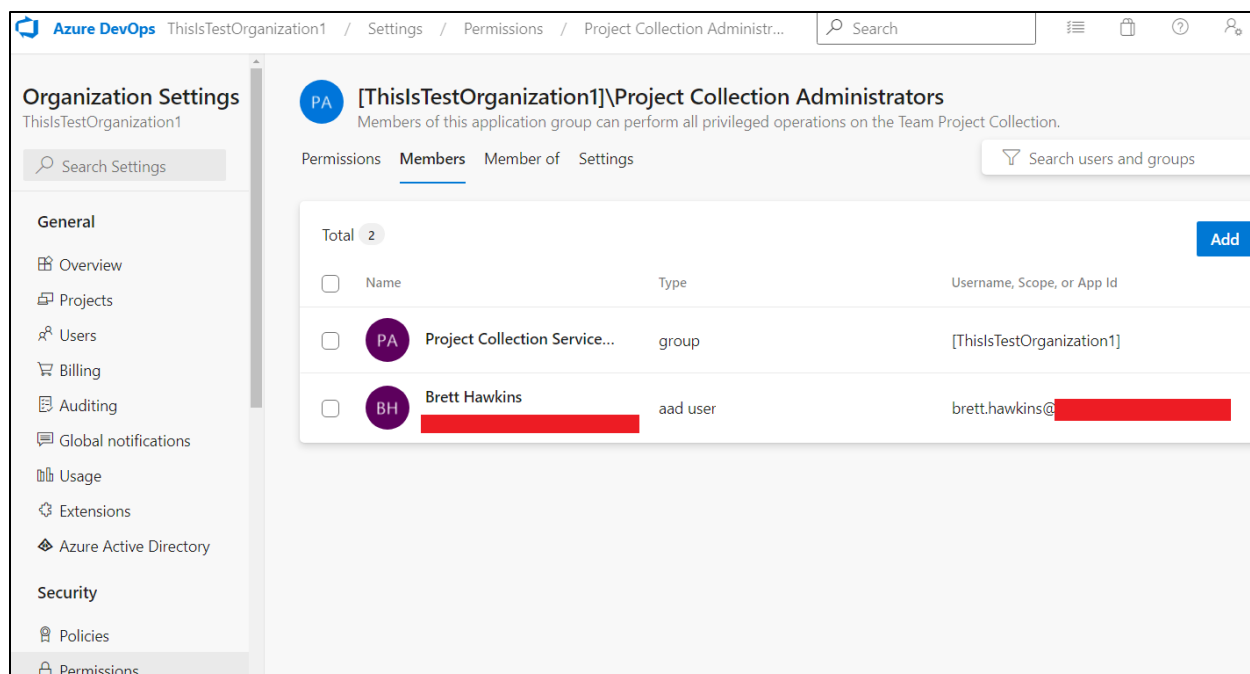 Azure DevOps ThisIsTestOrganization1 / Settings / Permissions / Project Collection Administr... Search
Organization Settings
ThisIsTestOrganization1
Search Settings
General
Overview
Projects
Users
Billing
Auditing
Global notifications
Usage
Extensions
Azure Active Directory
Security
Policies
Permissions
PA
[ThisIsTestOrganization1]\Project Collection Administrators
Members of this application group can perform all privileged operations on the Team Project Collection.
Permissions Members Member of Settings
Search users and groups
Total 2
Add
Name Type Username, Scope, or App Id
PA Project Collection Service... group [ThisIsTestOrganization1]
BH Brett Hawkins aad user brett.hawkins@